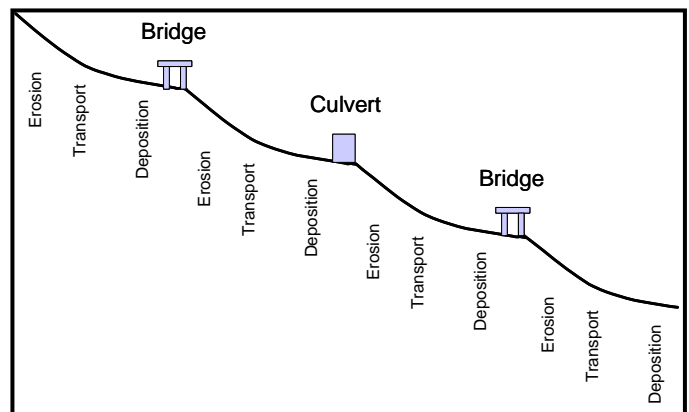 Bridge
Culvert
Bridge
Erosion
Transport
Deposition
Erosion
Transport
Deposition
Erosion
Transport
Deposition
Erosion
Transport
Deposition